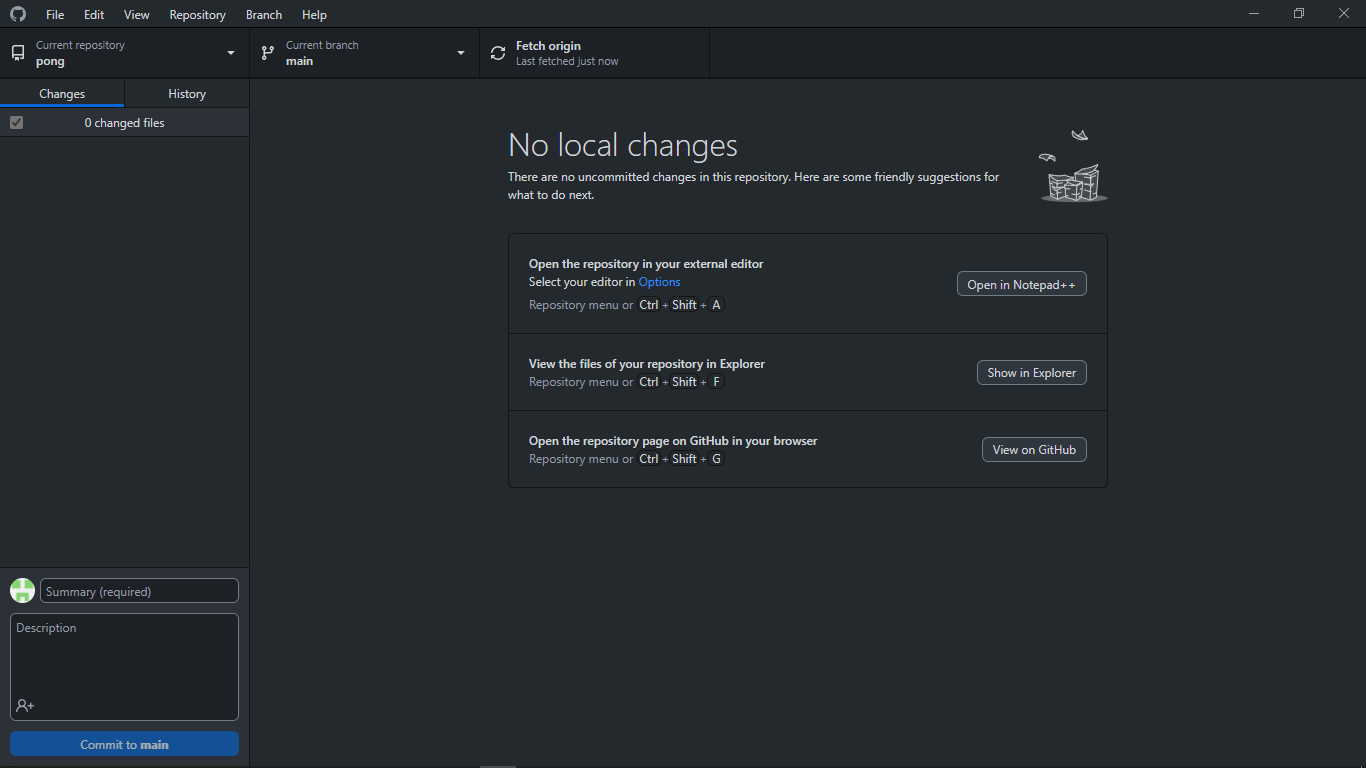 File Edit View Repository Branch Help
Current repository
pong
Current branch
main
Fetch origin
Last fetched just now
Changes
History
0 changed files
No local changes
There are no uncommitted changes in this repository. Here are some friendly suggestions for
what to do next.
Open the repository in your external editor
Select your editor in Options
Repository menu or Ctrl + Shift + A
Open in Notepad++
View the files of your repository in Explorer
Repository menu or Ctrl + Shift + F
Show in Explorer
Open the repository page on GitHub in your browser
Repository menu or Ctrl + Shift + G
View on GitHub
Summary (required)
Description
Commit to main